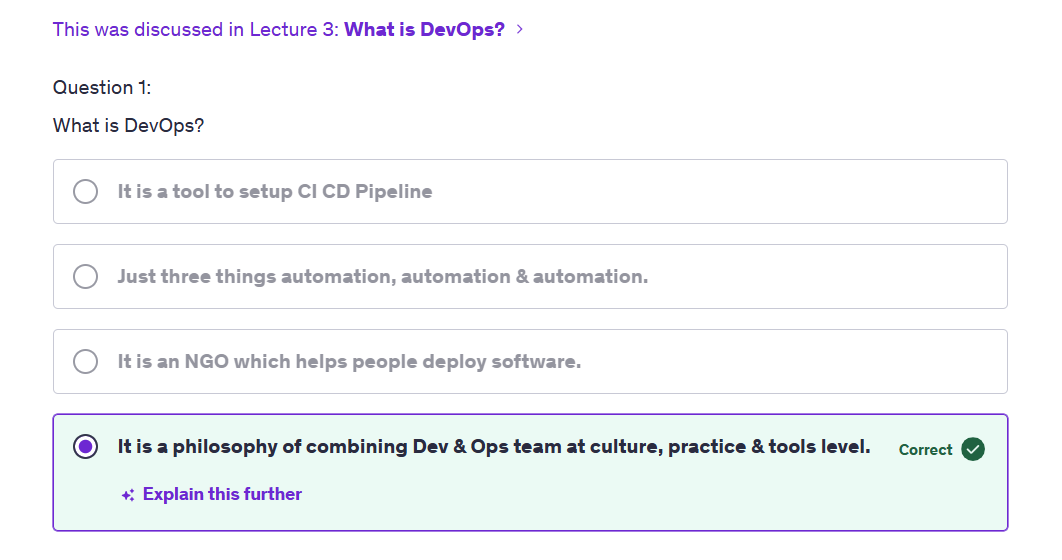 This was discussed in Lecture 3: What is DevOps? >
Question 1:
What is DevOps?
It is a tool to setup CI CD Pipeline
Just three things automation, automation & automation.
It is an NGO which helps people deploy software.
It is a philosophy of combining Dev & Ops team at culture, practice & tools level.
Correct
Explain this further